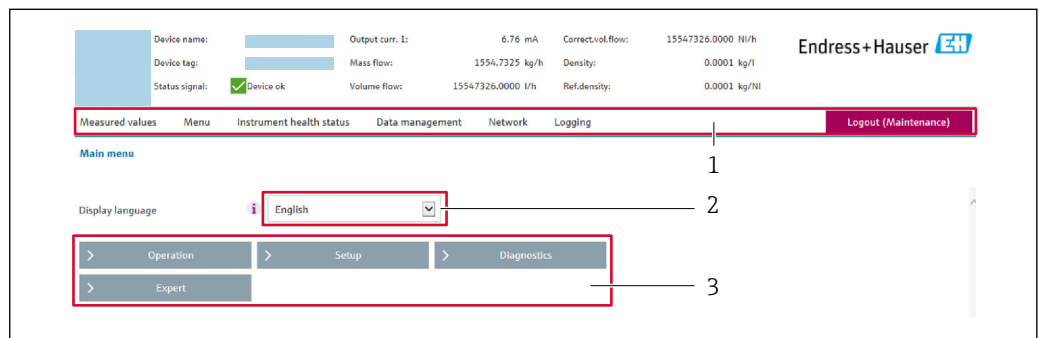 Device name: Output curr. 1: 6.76 mA Correct.vol.flow: 15547326.0000 Nl/h
Endress+Hauser EH
Device tag: Mass flow: 1554.7325 kg/h Density: 0.0001 kg/l
Status signal: Device ok Volume flow: 15547326.0000 l/h Ref.density: 0.0001 kg/Nl
Measured values Menu Instrument health status Data management Network Logging Logout (Maintenance)
1
Main menu
Display language i English 2
> Operation > Setup > Diagnostics
> Expert 3